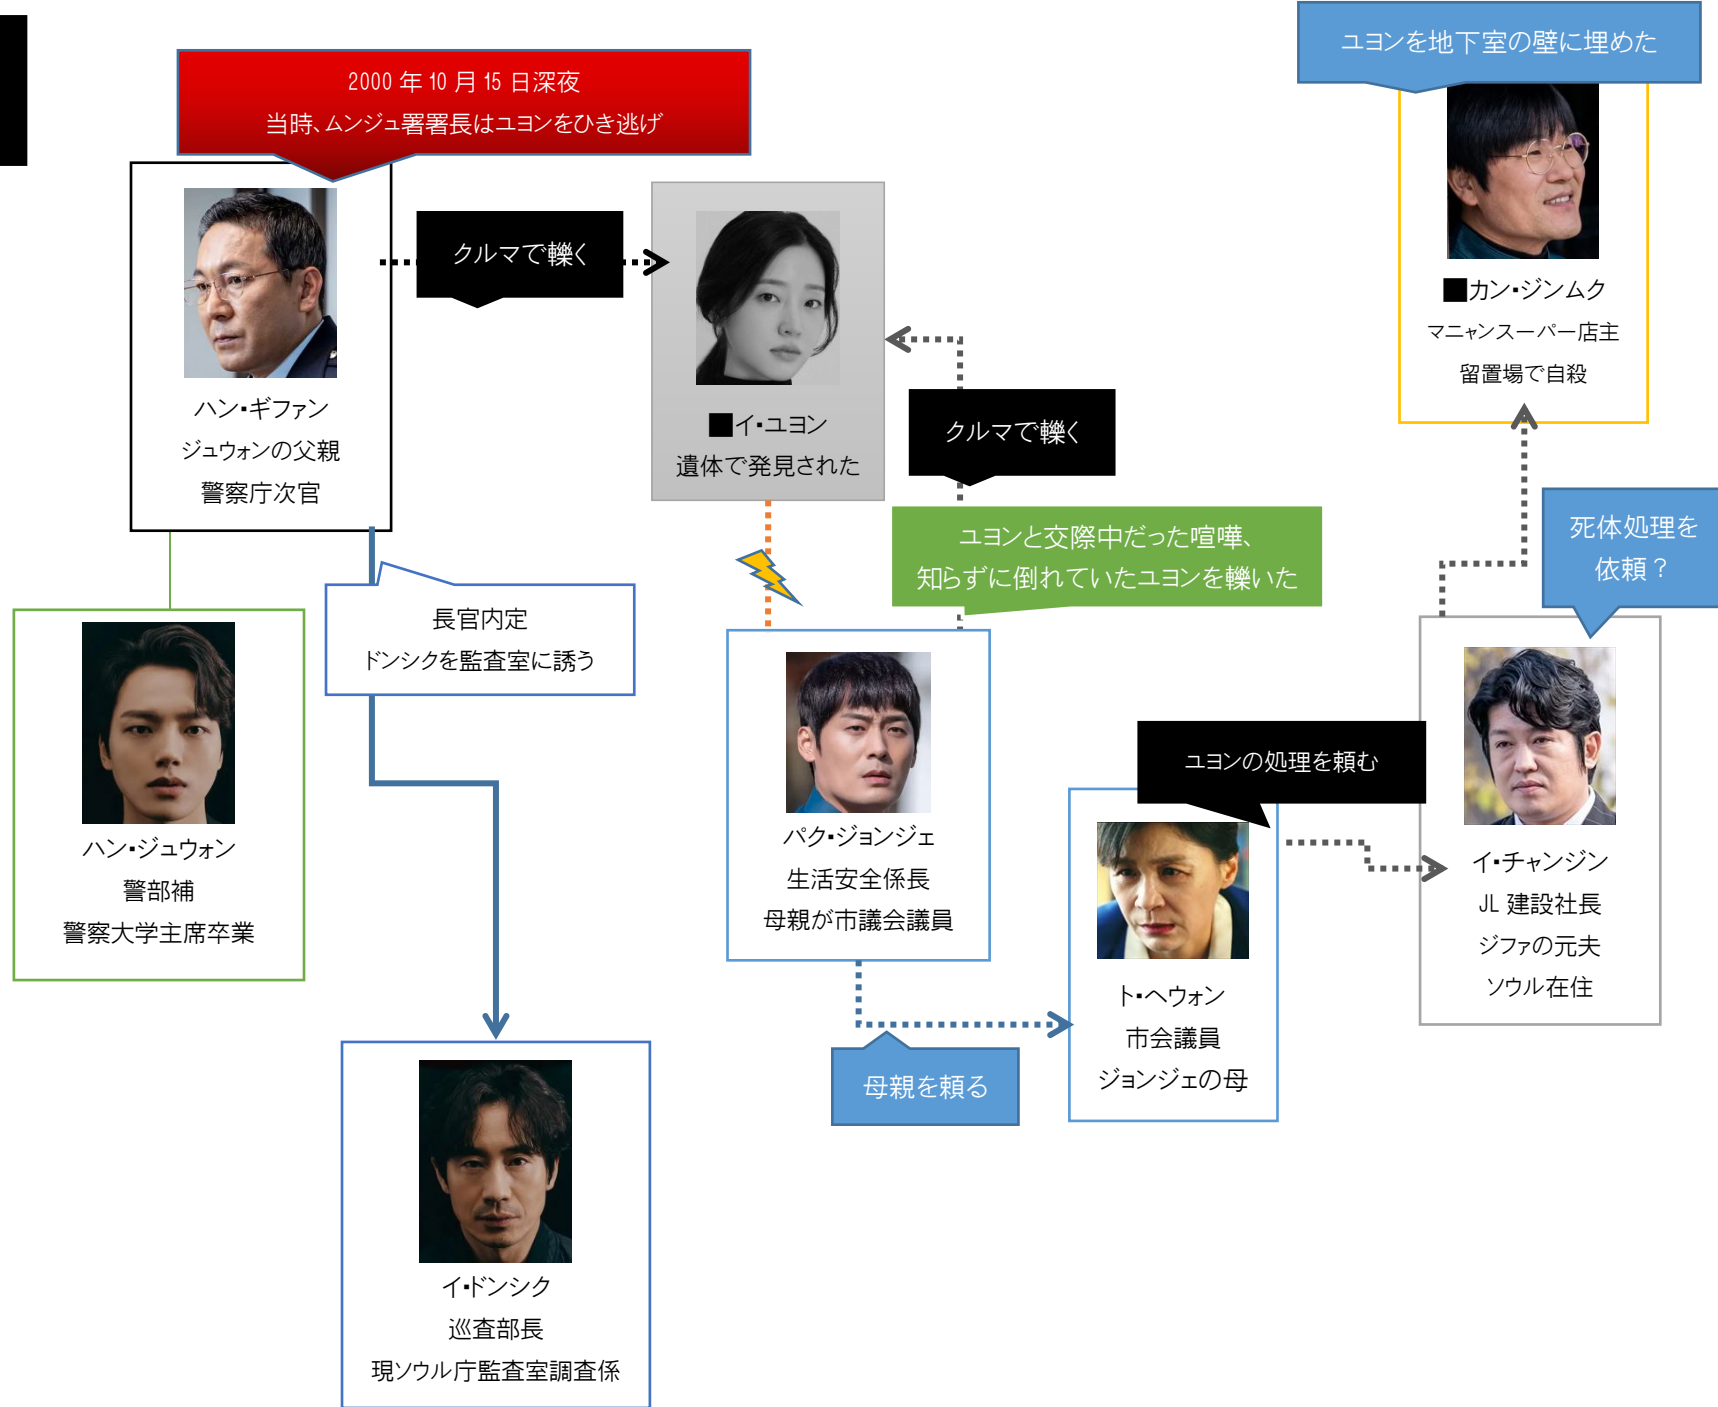 2000 年 10 月 15 日深夜
当時、ムンジュ署署長はユヨンをひき逃げ
ユヨンを地下室の壁に埋めた
クルマで轢く
ハン・ギファン
ジュウォンの父親
警察庁次官
■イ・ユヨン
遺体で発見された
■カン・ジンムク
マニャンスーパー店主
留置場で自殺
クルマで轢く
ユヨンと交際中だった喧嘩、
知らずに倒れていたユヨンを轢いた
死体処理を
依頼？
長官内定
ドンシクを監査室に誘う
ハン・ジュウォン
警部補
警察大学主席卒業
パク・ジョンジェ
生活安全係長
母親が市議会議員
ユヨンの処理を頼む
ト・ヘウォン
市会議員
ジョンジェの母
イ・チャンジン
JL 建設社長
ジファの元夫
ソウル在住
母親を頼る
イ・ドンシク
巡査部長
現ソウル庁監査室調査係